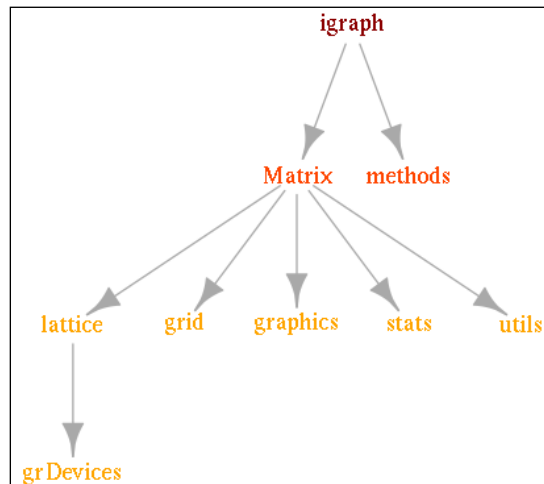 igraph
Matrix methods
lattice grid graphics stats utils
grDevices